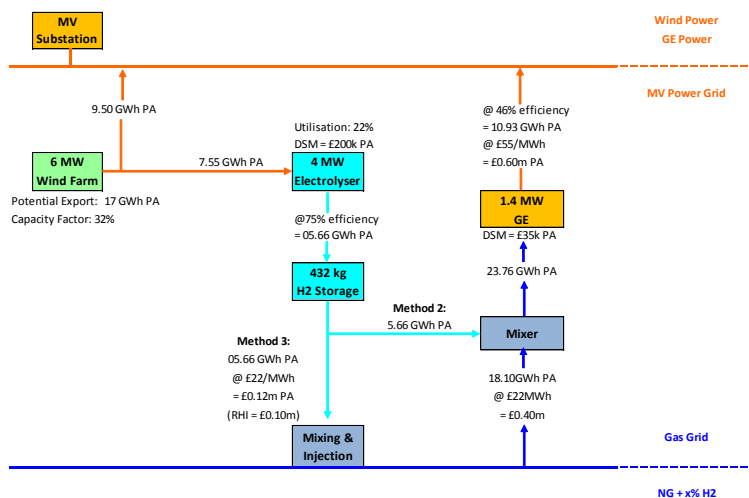 MV
Substation
Wind Power
GE Power
MV Power Grid
9.50 GWh PA
@ 46% efficiency
= 10.93 GWh PA
@ £55/MWh
= £0.60m PA
Utilisation: 22%
DSM = £200k PA
6 MW
Wind Farm
7.55 GWh PA
4 MW
Electrolyser
Potential Export:  17 GWh PA
Capacity Factor: 32%
1.4 MW
GE
DSM = £35k PA
@75% efficiency
= 05.66 GWh PA
23.76 GWh PA
432 kg
H2 Storage
Method 2:
5.66 GWh PA
Mixer
Method 3:
05.66 GWh PA
@ £22/MWh
= £0.12m PA
(RHI = £0.10m)
18.10GWh PA
@ £22MWh
= £0.40m
Mixing &
Injection
Gas Grid
NG + x% H2